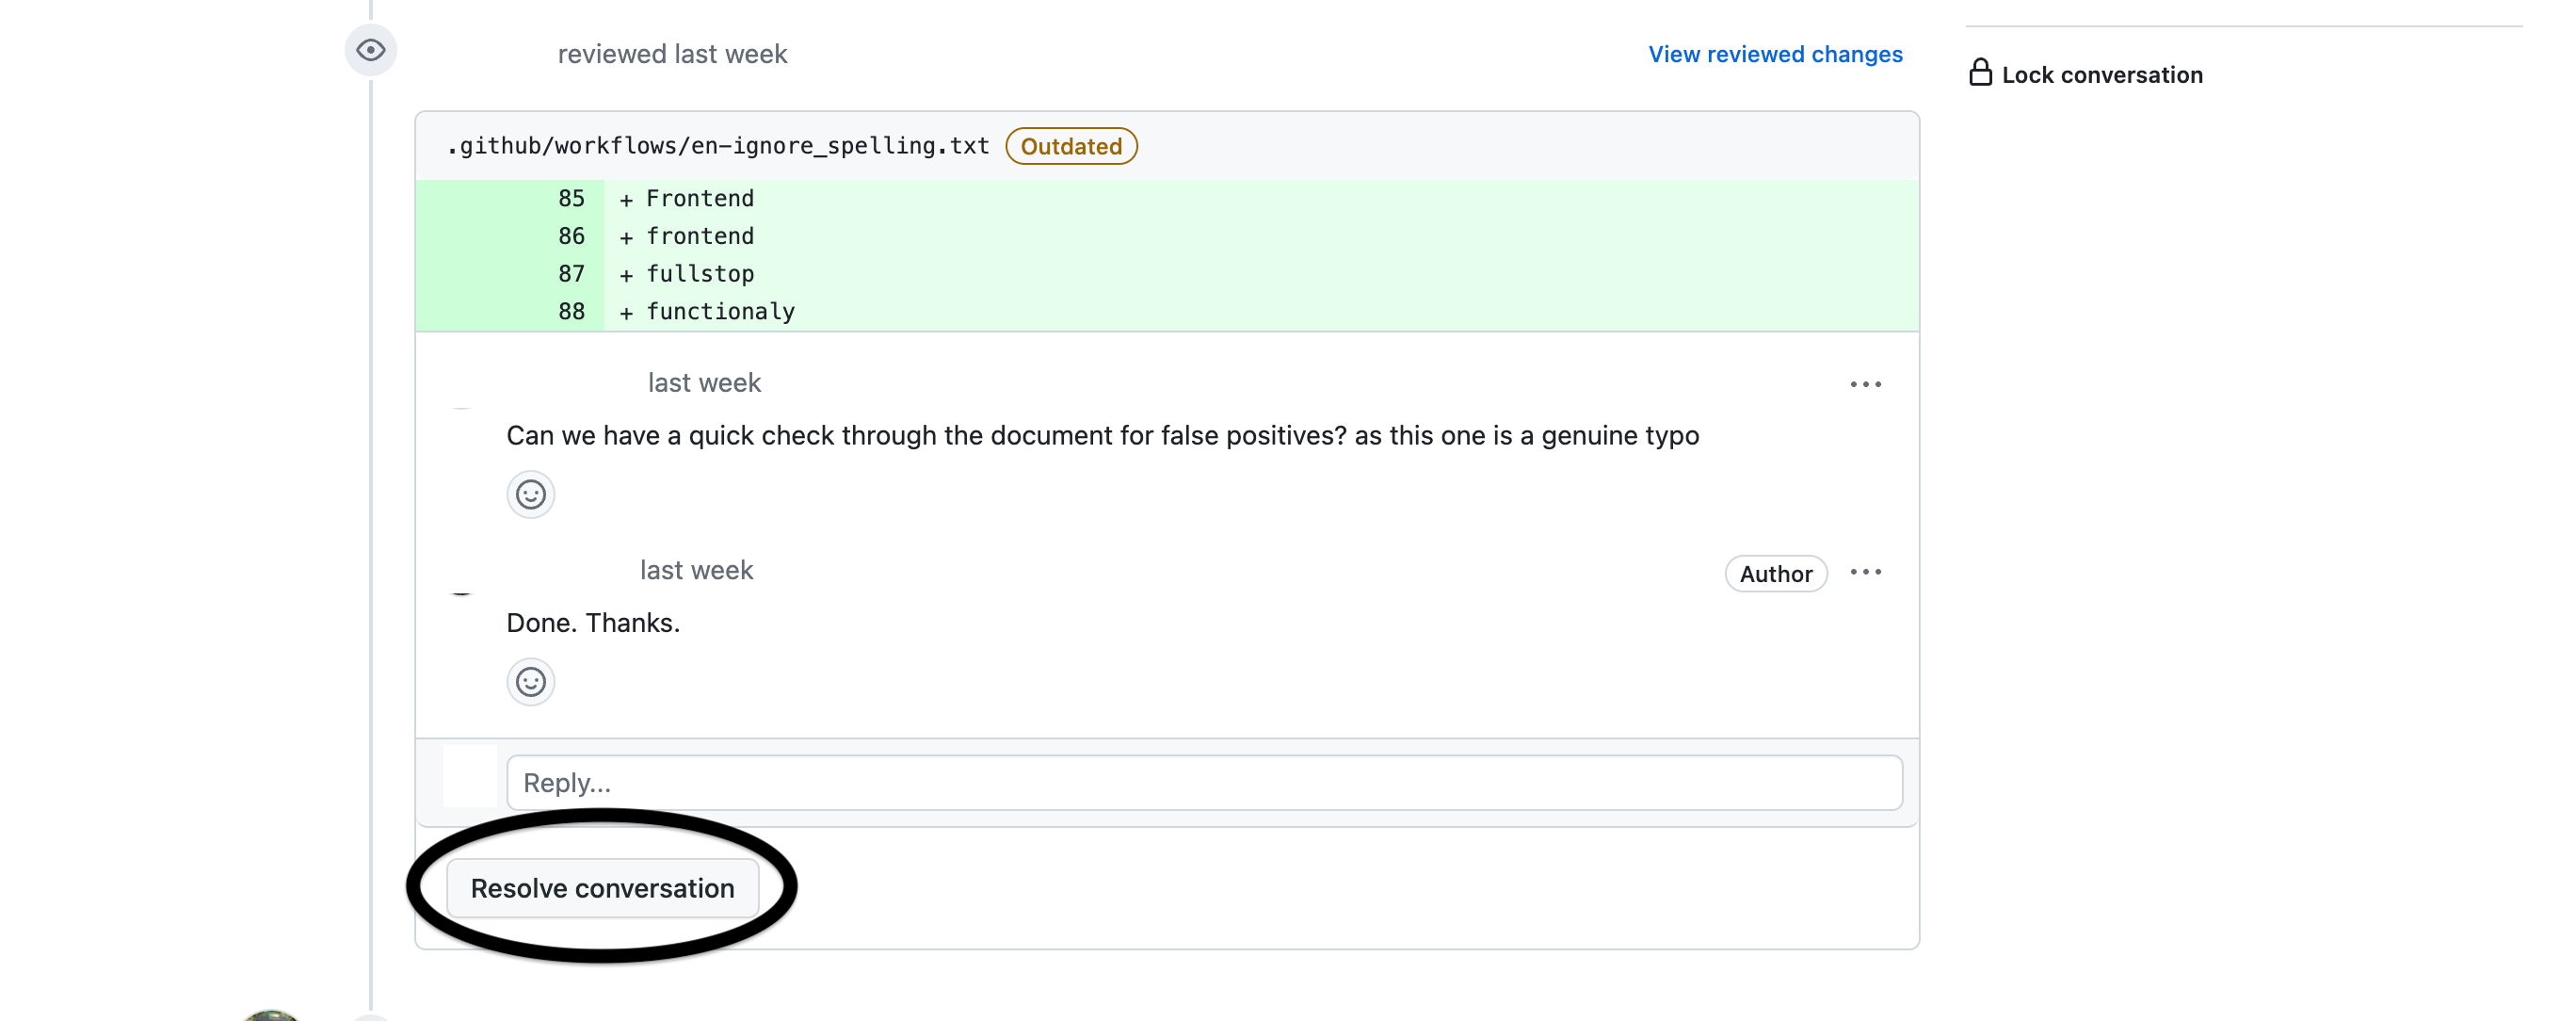 reviewed last week
View reviewed changes
Lock conversation
.github/workflows/en-ignore_spelling.txt Outdated
85 + Frontend
86 + frontend
87 + fullstop
88 + functionaly
last week
Can we have a quick check through the document for false positives? as this one is a genuine typo
last week
Author
Done. Thanks.
Reply...
Resolve conversation